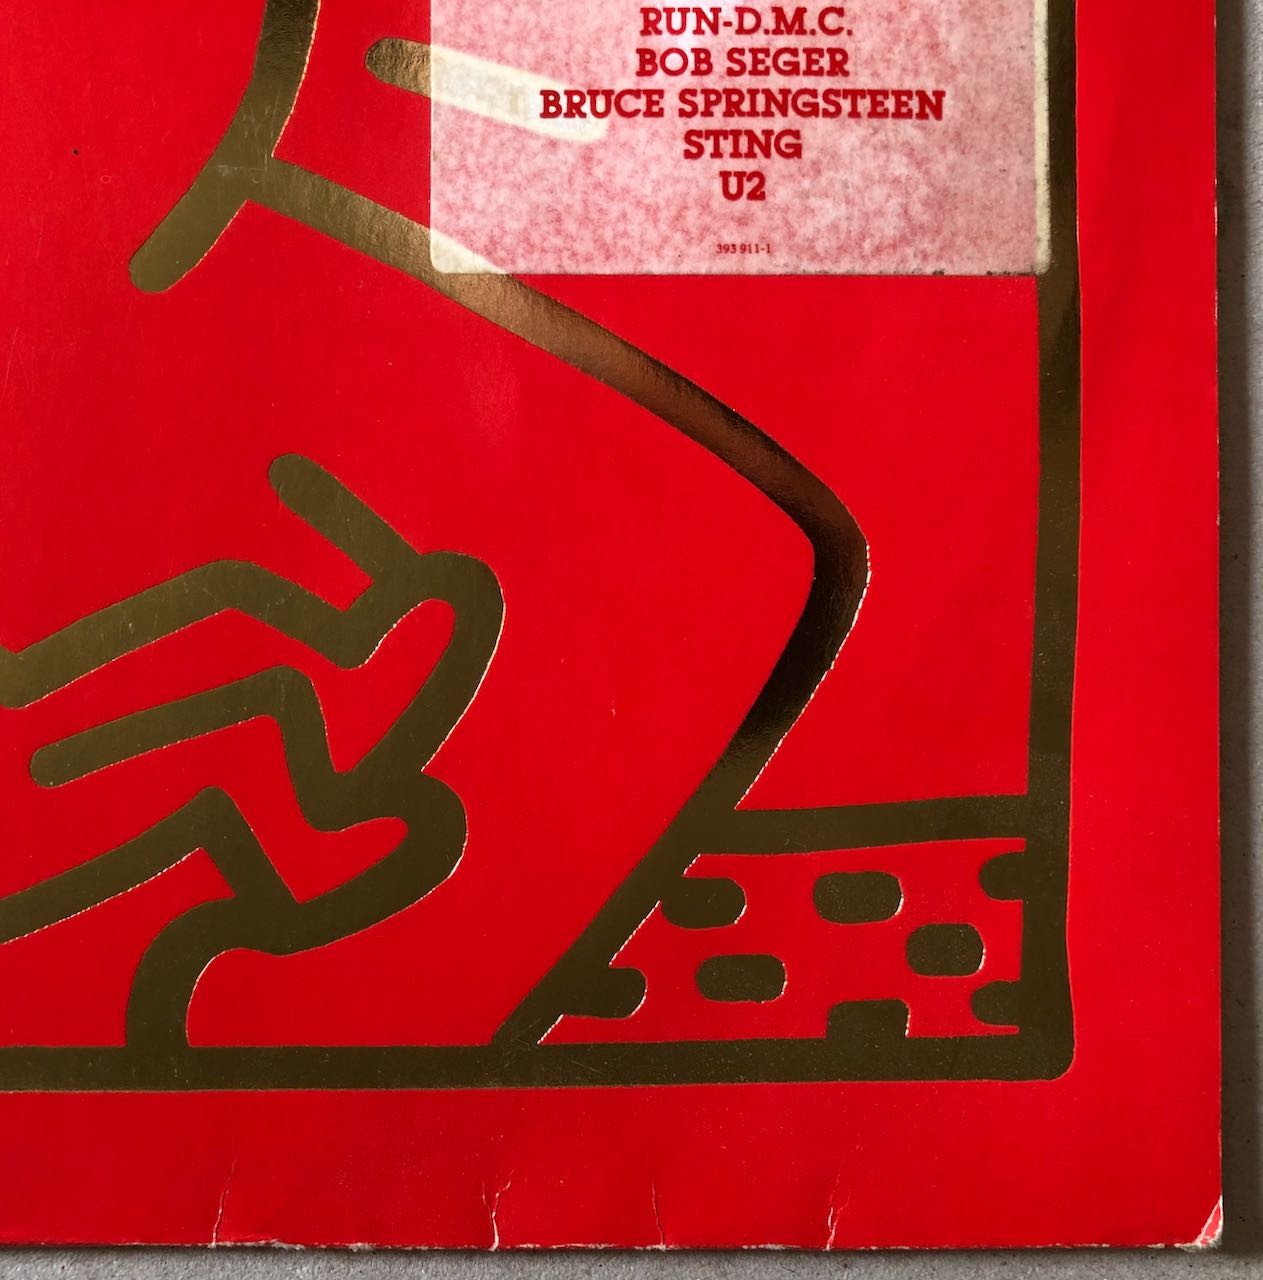 RUN-D.M.C.
BOB SEGER
BRUCE SPRINGSTEEN
STING
U2
393 911-1